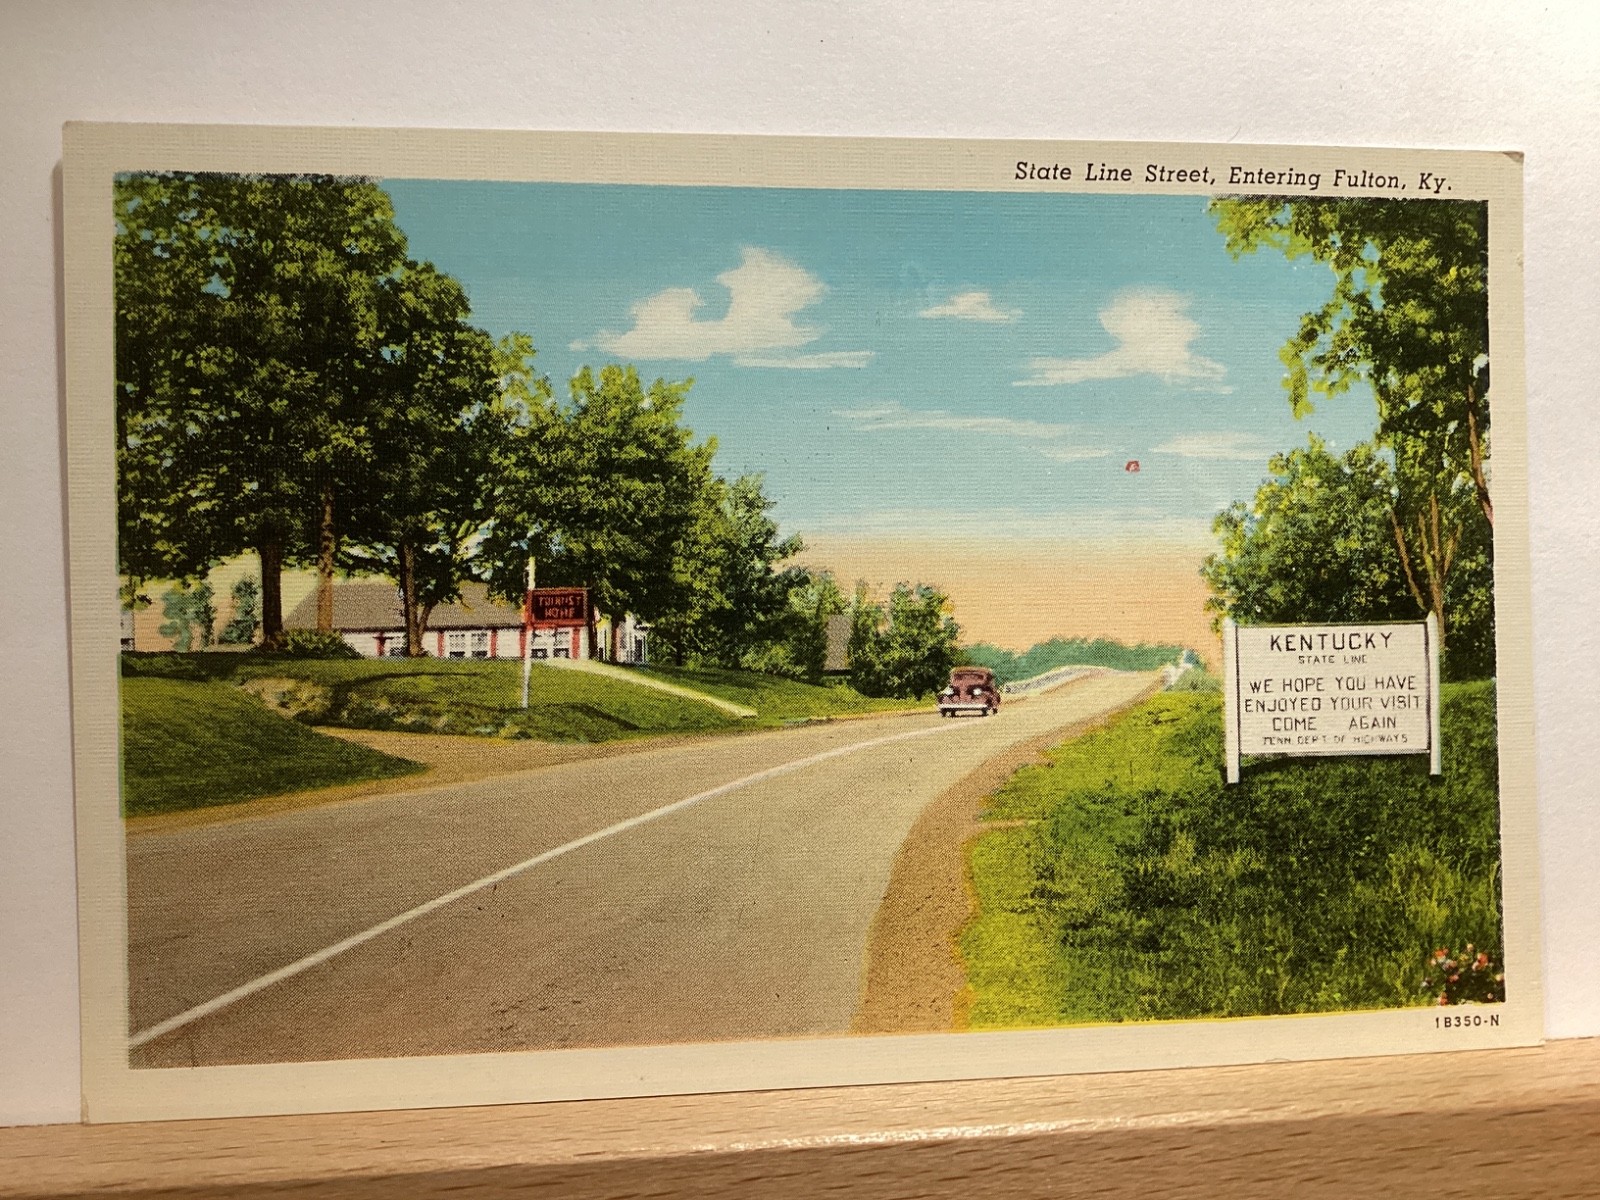 State Line Street, Entering Fulton, Ky.
TOURIST
HOME
KENTUCKY
STATE LINE
WE HOPE YOU HAVE
ENJOYED YOUR VISIT
COME AGAIN
TENN. DEPT. OF HIGHWAYS
1B350-N